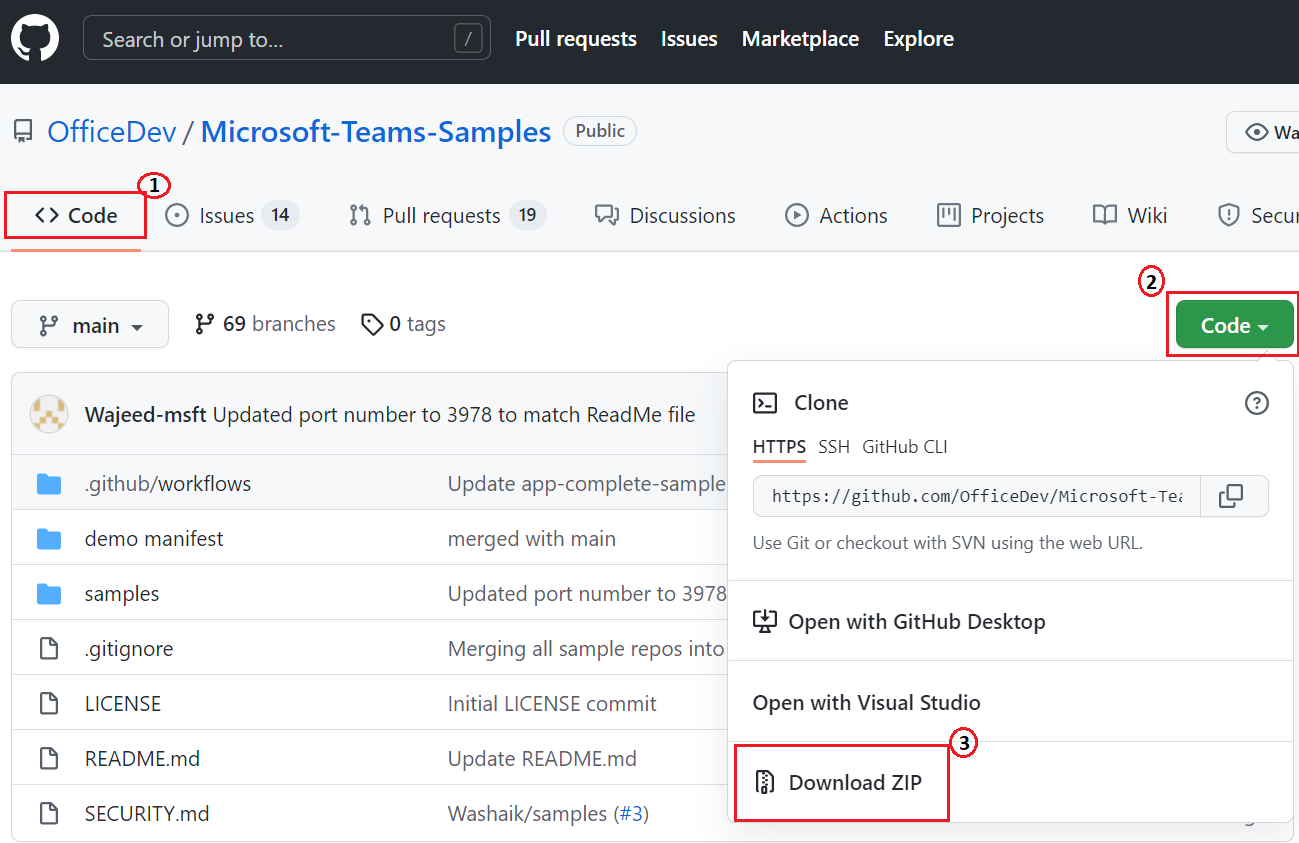 Search or jump to... /
Pull requests Issues Marketplace Explore
OfficeDev / Microsoft-Teams-Samples Public
Wa
1
<> Code Issues 14 Pull requests 19 Discussions Actions Projects Wiki Secur
2
main 69 branches 0 tags Code
Wajeed-msft Updated port number to 3978 to match ReadMe file
.github/workflows Update app-complete-sample
demo manifest merged with main
samples Updated port number to 3978
.gitignore Merging all sample repos into
LICENSE Initial LICENSE commit
README.md Update README.md
SECURITY.md Washaik/samples (#3)
Clone
HTTPS SSH GitHub CLI
https://github.com/OfficeDev/Microsoft-Tea
Use Git or checkout with SVN using the web URL.
Open with GitHub Desktop
Open with Visual Studio
3
Download ZIP